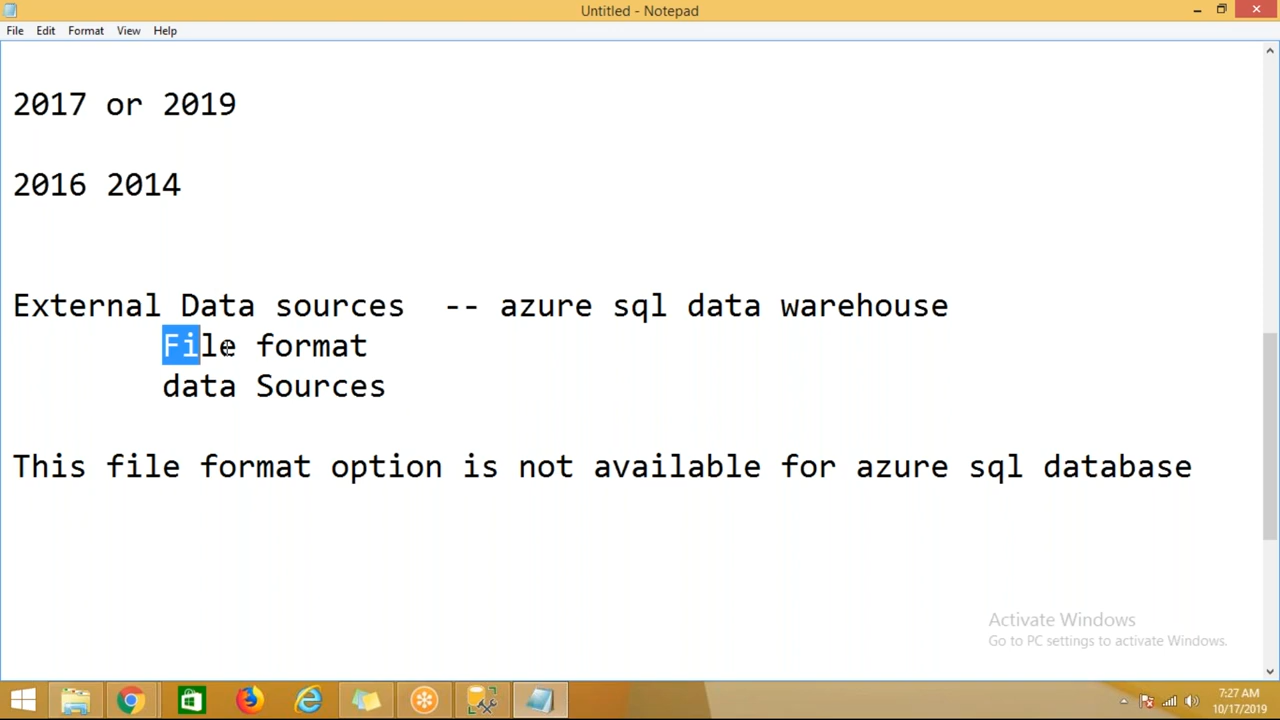 Untitled - Notepad
File Edit Format View Help
2017 or 2019
2016 2014
External Data sources -- azure sql data warehouse
File format
data Sources
This file format option is not available for azure sql database
Activate Windows
Go to PC settings to activate Windows.
7:27 AM
10/17/2019